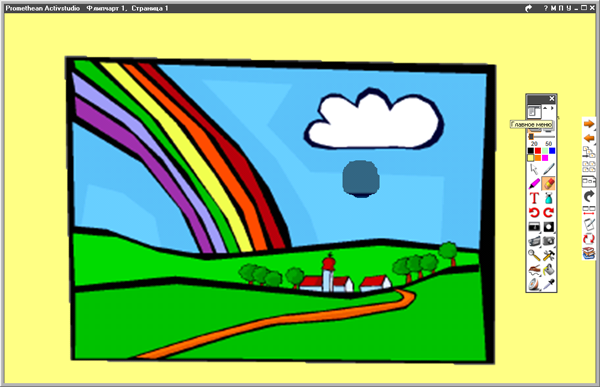 Promethean Activstudio Флипчарт 1, Страница 1
? М П У
Главное меню
20 50
T